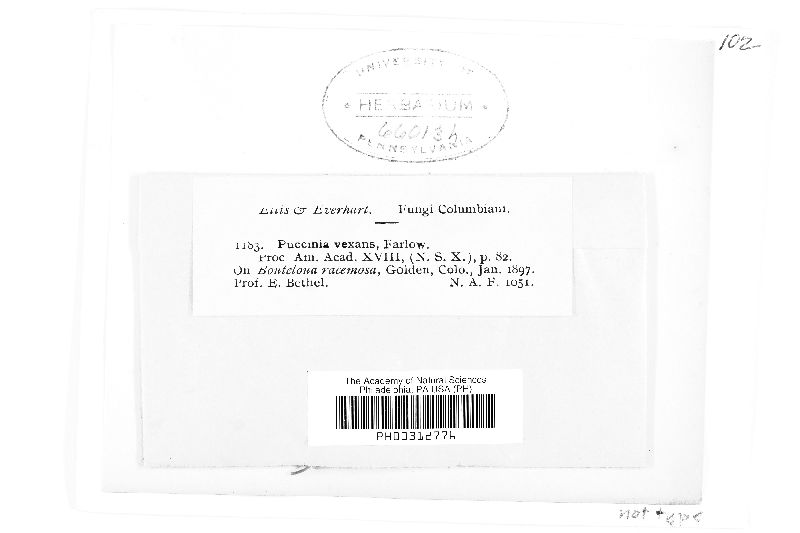 102
UNIVERSITY OF
HERBARIUM
PENNSYLVANIA
Ellis & Everhart. Fungi Columbiani.
1183. Puccinia vexans, Farlow.
Proc. Am. Acad. XVIII, (N. S. X.), p. 82.
On Bouteloua racemosa, Golden, Colo., Jan. 1897.
Prof. E. Bethel. N. A. F. 1051.
The Academy of Natural Sciences
Philadelphia, PA USA (PH)
PH00312776
not